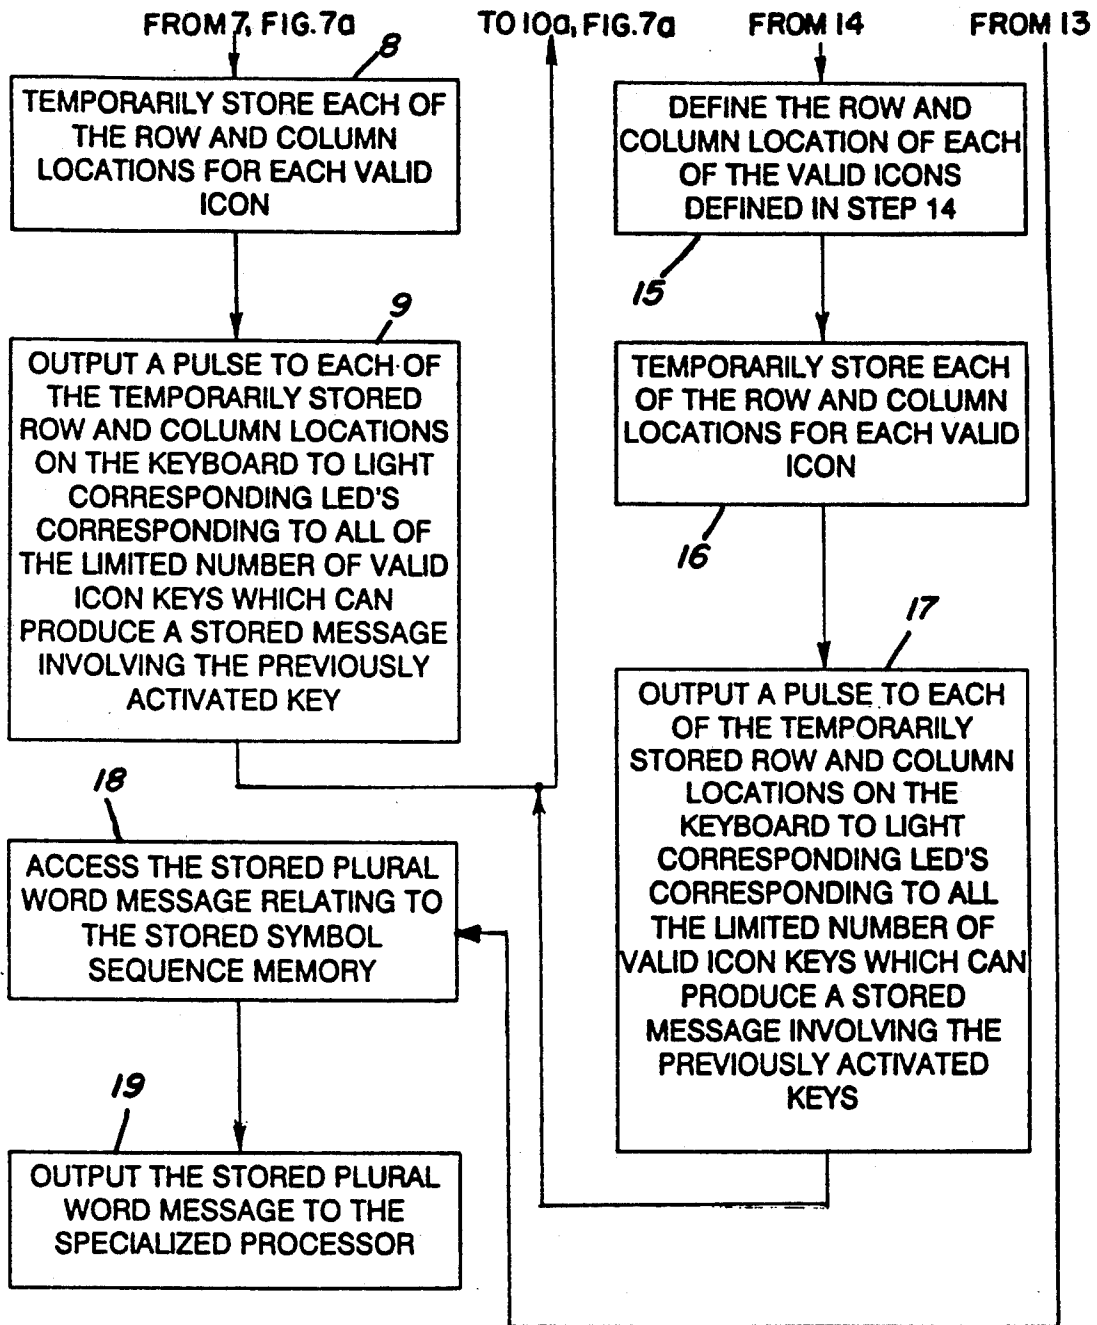 FROM 7, FIG. 7a
TO 10a, FIG. 7a
FROM 14
FROM 13
8
TEMPORARILY STORE EACH OF
THE ROW AND COLUMN
LOCATIONS FOR EACH VALID
ICON
9
OUTPUT A PULSE TO EACH OF
THE TEMPORARILY STORED
ROW AND COLUMN LOCATIONS
ON THE KEYBOARD TO LIGHT
CORRESPONDING LED'S
CORRESPONDING TO ALL OF
THE LIMITED NUMBER OF VALID
ICON KEYS WHICH CAN
PRODUCE A STORED MESSAGE
INVOLVING THE PREVIOUSLY
ACTIVATED KEY
18
ACCESS THE STORED PLURAL
WORD MESSAGE RELATING TO
THE STORED SYMBOL
SEQUENCE MEMORY
19
OUTPUT THE STORED PLURAL
WORD MESSAGE TO THE
SPECIALIZED PROCESSOR
DEFINE THE ROW AND
COLUMN LOCATION OF EACH
OF THE VALID ICONS
DEFINED IN STEP 14
15
TEMPORARILY STORE EACH
OF THE ROW AND COLUMN
LOCATIONS FOR EACH VALID
ICON
16
17
OUTPUT A PULSE TO EACH
OF THE TEMPORARILY
STORED ROW AND COLUMN
LOCATIONS ON THE
KEYBOARD TO LIGHT
CORRESPONDING LED'S
CORRESPONDING TO ALL
THE LIMITED NUMBER OF
VALID ICON KEYS WHICH CAN
PRODUCE A STORED
MESSAGE INVOLVING THE
PREVIOUSLY ACTIVATED
KEYS